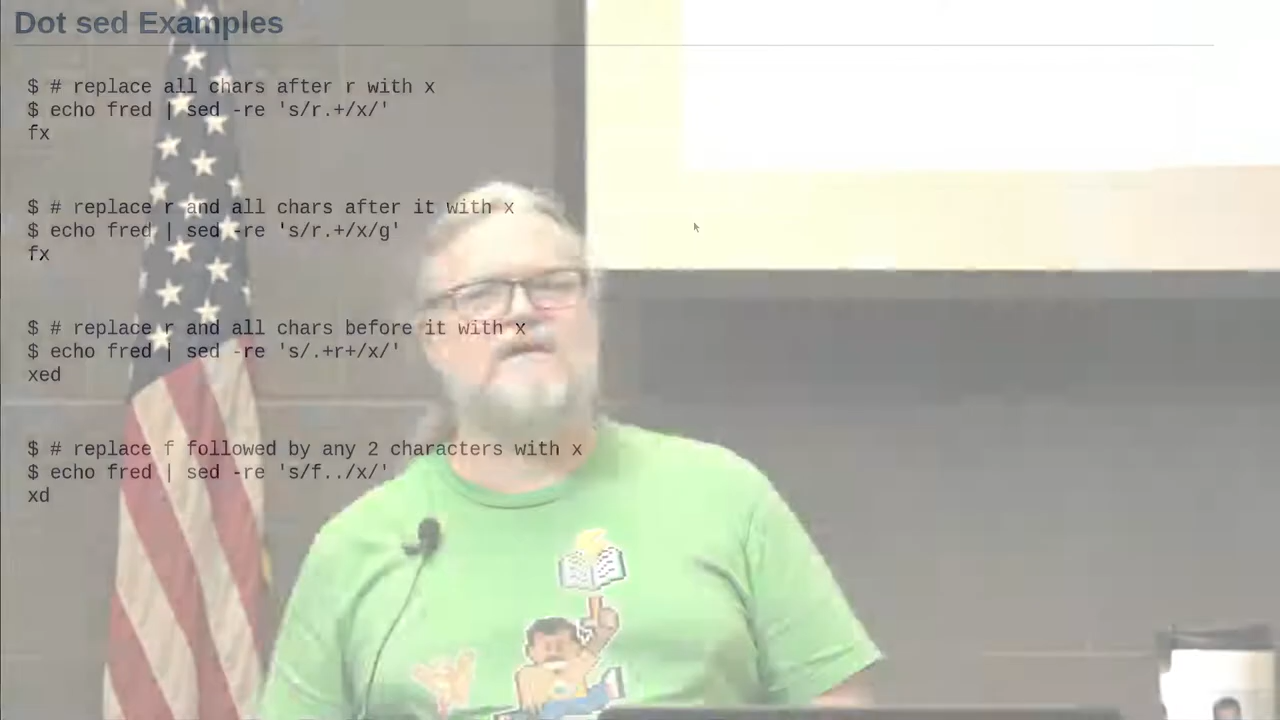 Dot sed Examples
$ # replace all chars after r with x
$ echo fred | sed -re 's/r.+/x/'
fx
$ # replace r and all chars after it with x
$ echo fred | sed -re 's/r.+/x/g'
fx
$ # replace r and all chars before it with x
$ echo fred | sed -re 's/.+r+/x/'
xed
$ # replace f followed by any 2 characters with x
$ echo fred | sed -re 's/f../x/'
xd